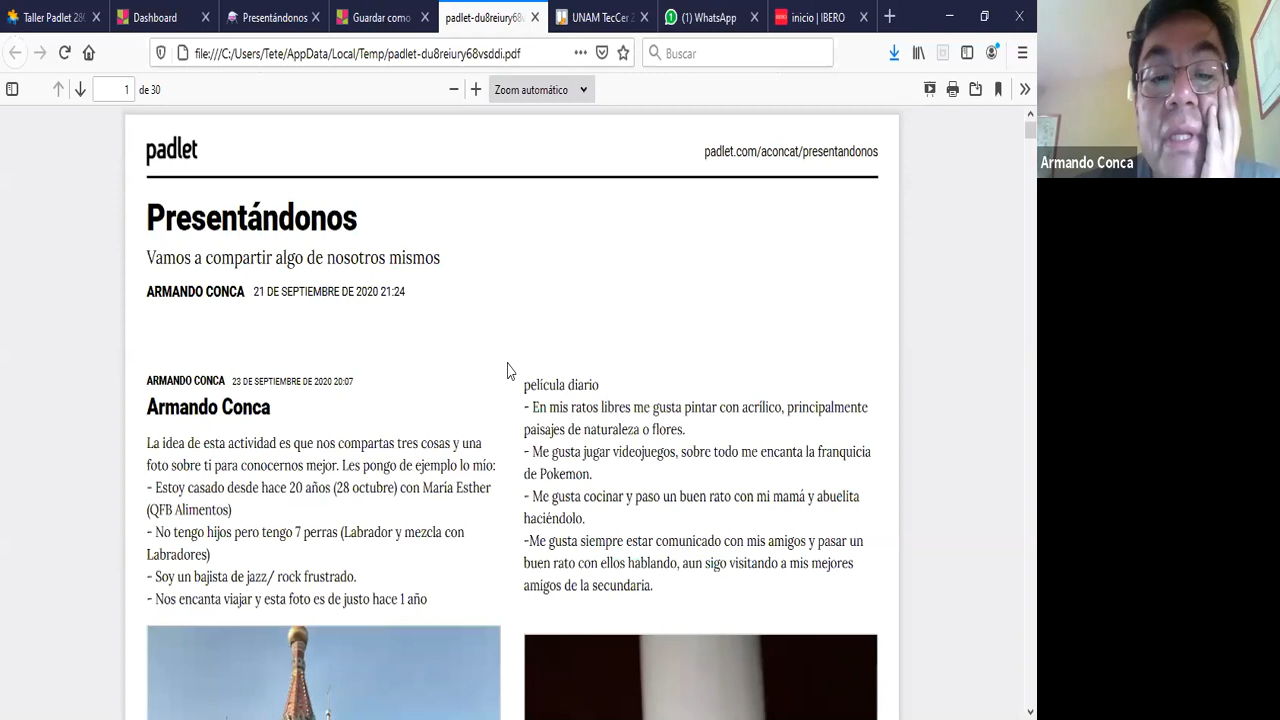 Taller Padlet 280
Dashboard
Presentándonos
Guardar como
padlet-du8reiury68v
UNAM TecCer 2
(1) WhatsApp
inicio | IBERO
file:///C:/Users/Tete/AppData/Local/Temp/padlet-du8reiury68vsddi.pdf
Buscar
1 de 30
Zoom automático
padlet
padlet.com/aconcat/presentandonos
Presentándonos
Vamos a compartir algo de nosotros mismos
ARMANDO CONCA 21 DE SEPTIEMBRE DE 2020 21:24
ARMANDO CONCA 23 DE SEPTIEMBRE DE 2020 20:07
Armando Conca
La idea de esta actividad es que nos compartas tres cosas y una
foto sobre ti para conocernos mejor. Les pongo de ejemplo lo mío:
- Estoy casado desde hace 20 años (28 octubre) con María Esther
(QFB Alimentos)
- No tengo hijos pero tengo 7 perras (Labrador y mezcla con
Labradores)
- Soy un bajista de jazz/ rock frustrado.
- Nos encanta viajar y esta foto es de justo hace 1 año
película diario
- En mis ratos libres me gusta pintar con acrílico, principalmente
paisajes de naturaleza o flores.
- Me gusta jugar videojuegos, sobre todo me encanta la franquicia
de Pokemon.
- Me gusta cocinar y paso un buen rato con mi mamá y abuelita
haciéndolo.
-Me gusta siempre estar comunicado con mis amigos y pasar un
buen rato con ellos hablando, aun sigo visitando a mis mejores
amigos de la secundaria.
Armando Conca